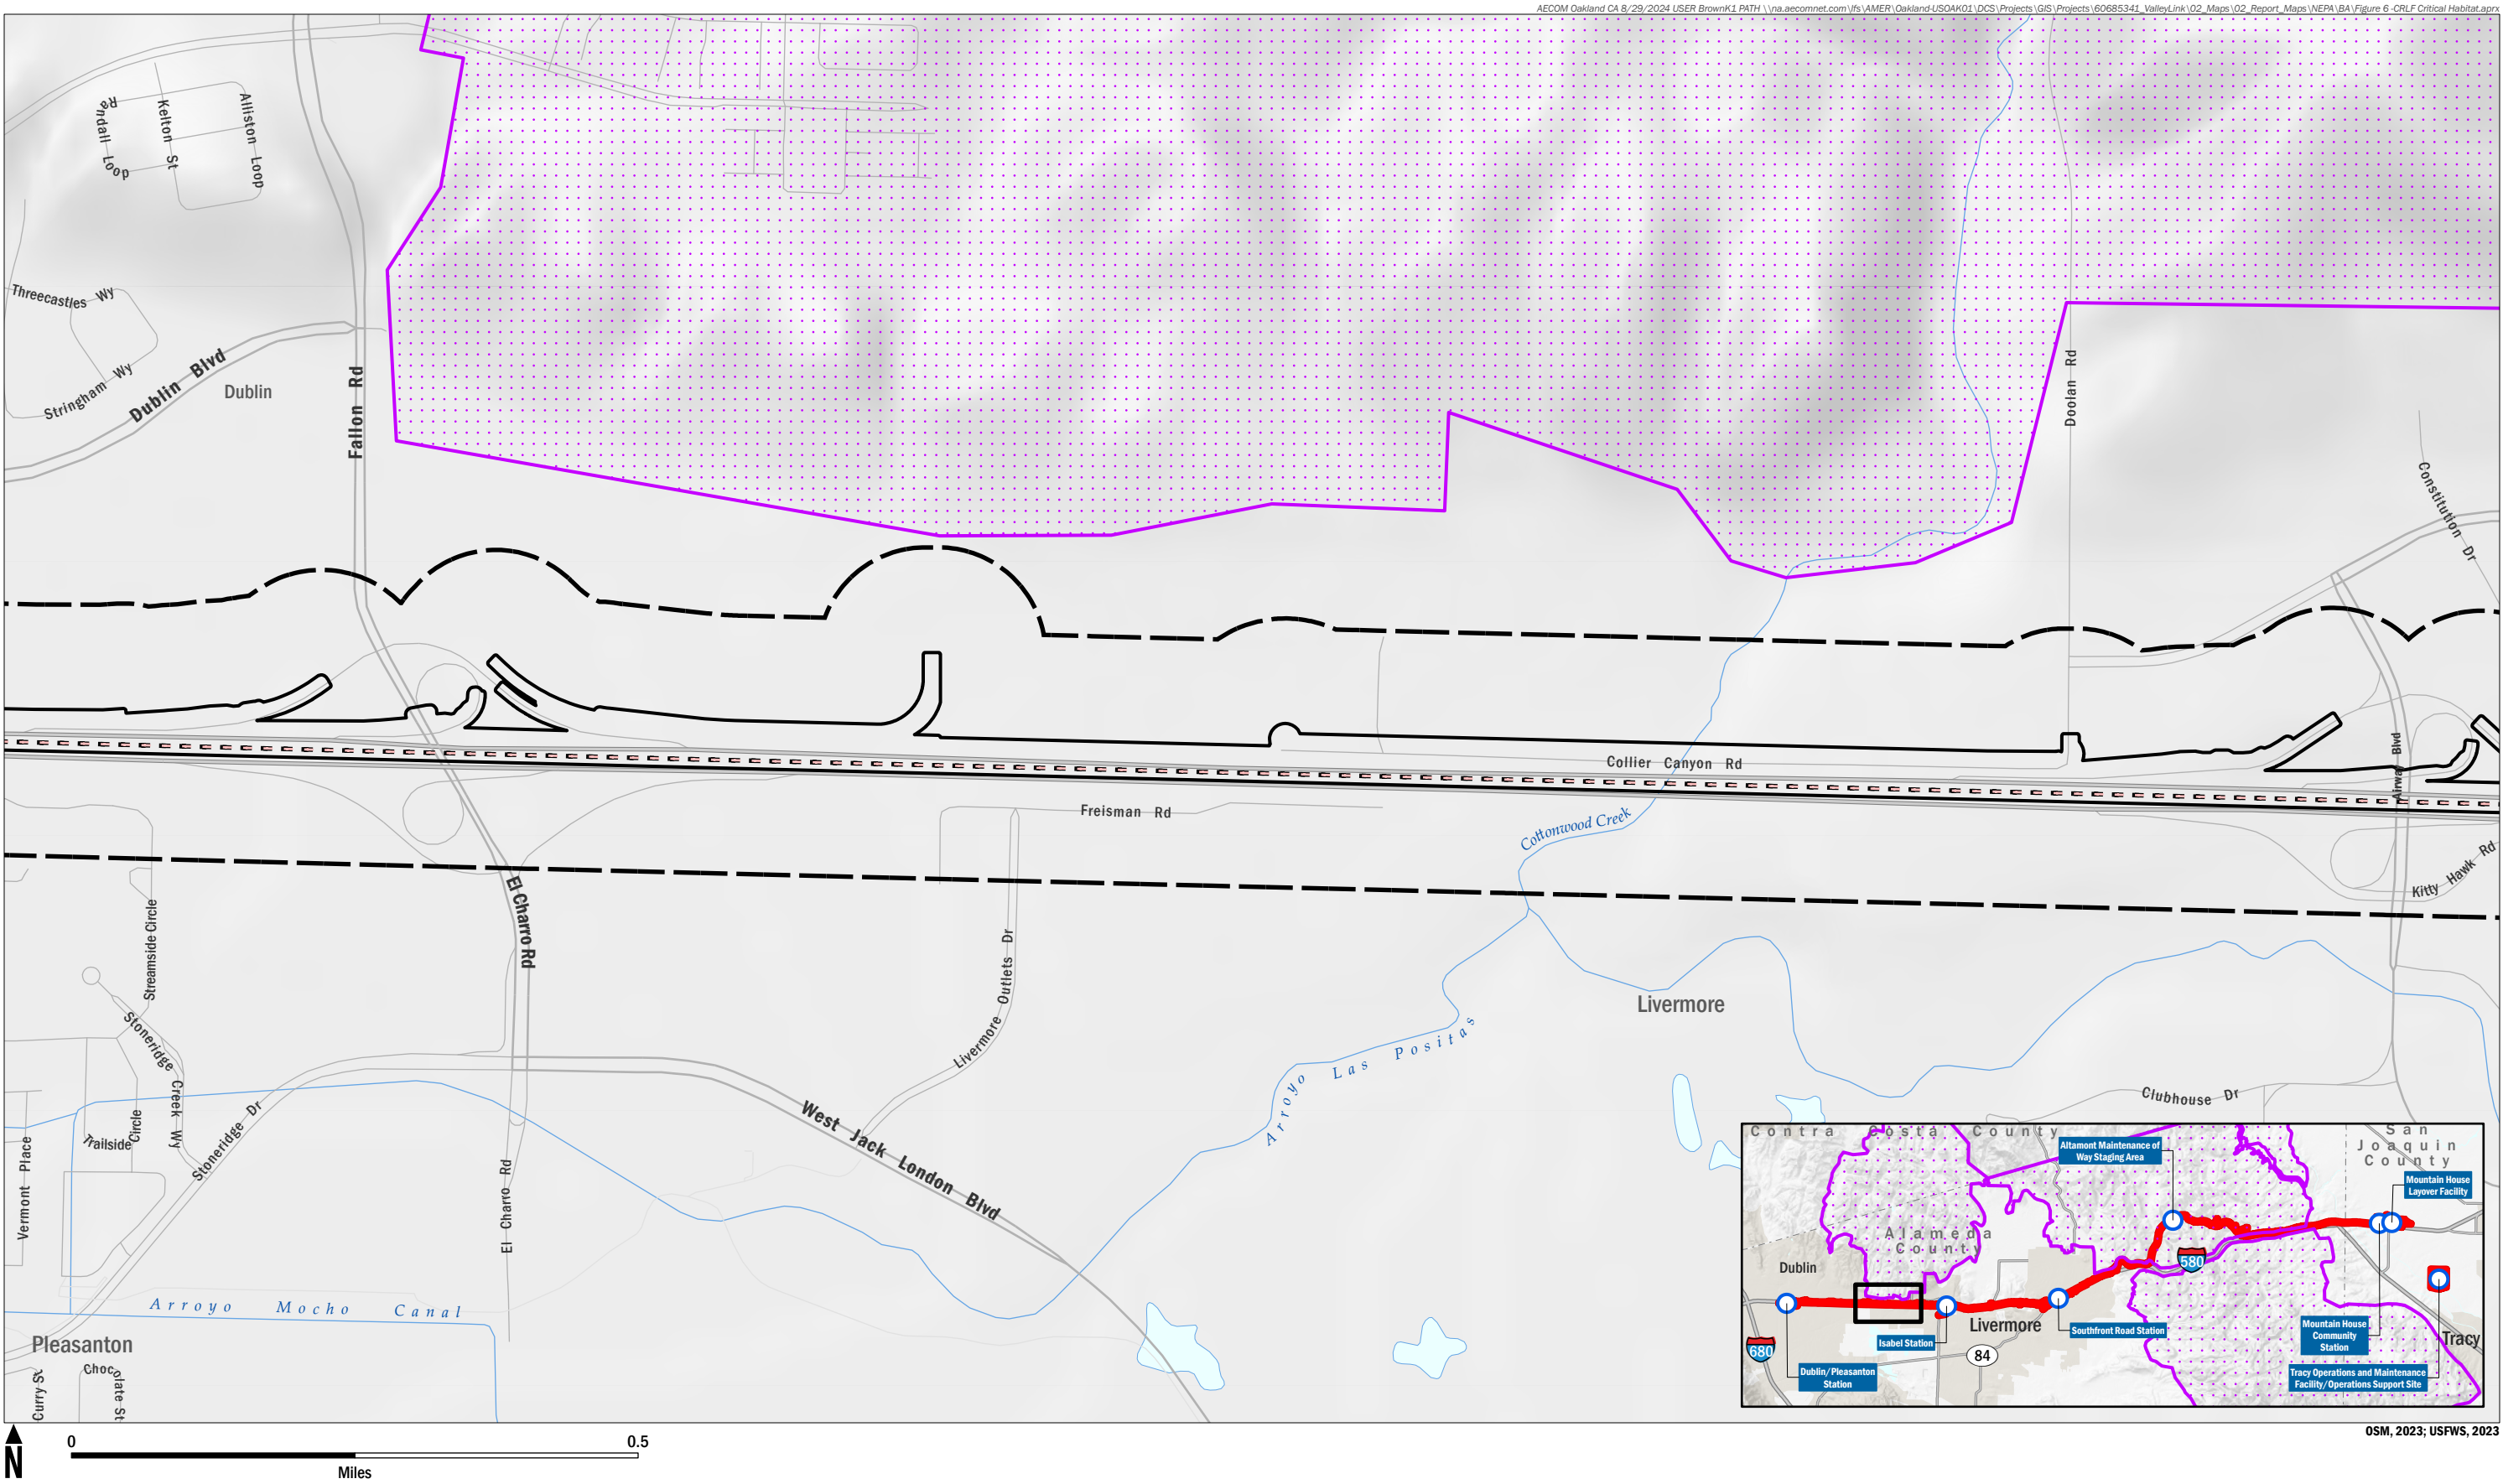 AECOM Oakland CA 8/29/2024 USER BrownK1 PATH \\na.aecomnet.com\lfs\AMER\Oakland-USOAK01\DCS\Projects\GIS\Projects\60685341_ValleyLink\02_Maps\02_Report_Maps\NEPA\BA\Figure 6 -CRLF Critical Habitat.aprx
Randall Loop
Kelton St
Alliston Loop
Threecastles Wy
Stringham Wy
Dublin Blvd
Dublin
Fallon Rd
Doolan Rd
Constitution Dr
Collier Canyon Rd
Airway Blvd
Freisman Rd
Cottonwood Creek
Kitty Hawk Rd
El Charro Rd
Streamside Circle
Livermore Outlets Dr
Livermore
Stoneridge Creek Wy
Arroyo Las Positas
Clubhouse Dr
Trailside Circle
Stoneridge Dr
Vermont Place
West Jack London Blvd
El Charro Rd
Arroyo Mocho Canal
Pleasanton
Curry St
Chocolate St
Contra Costa County
San
Joaquin
County
Altamont Maintenance of
Way Staging Area
Mountain House
Layover Facility
Alameda
County
Dublin
580
Livermore
Isabel Station
Southfront Road Station
Mountain House
Community
Station
Tracy
680
84
Dublin/Pleasanton
Station
Tracy Operations and Maintenance
Facility/Operations Support Site
N
0
0.5
Miles
OSM, 2023; USFWS, 2023